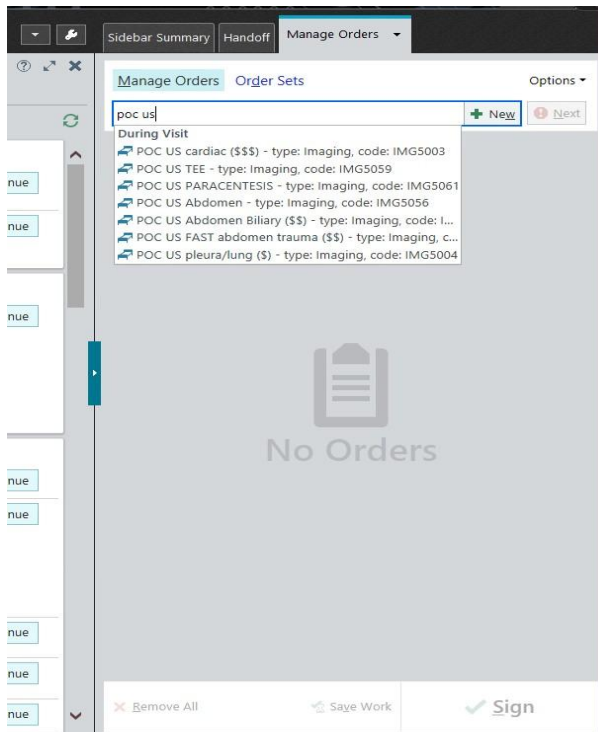 Sidebar Summary Handoff Manage Orders
Manage Orders Order Sets Options
poc us New Next
During Visit
POC US cardiac ($$$) - type: Imaging, code: IMG5003
POC US TEE - type: Imaging, code: IMG5059
POC US PARACENTESIS - type: Imaging, code: IMG5061
POC US Abdomen - type: Imaging, code: IMG5056
POC US Abdomen Biliary ($$) - type: Imaging, code: I...
POC US FAST abdomen trauma ($$) - type: Imaging, c...
POC US pleura/lung ($) - type: Imaging, code: IMG5004
nue
nue
nue
No Orders
nue
nue
nue
nue
nue
Remove All Save Work Sign